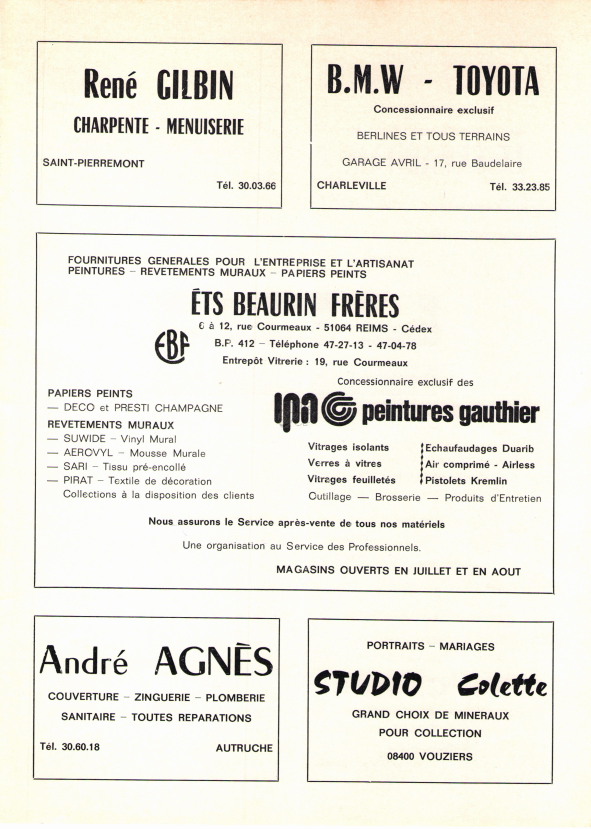 René GILBIN
CHARPENTE - MENUISERIE
SAINT-PIERREMONT
Tél. 30.03.66
B.M.W - TOYOTA
Concessionnaire exclusif
BERLINES ET TOUS TERRAINS
GARAGE AVRIL - 17, rue Baudelaire
CHARLEVILLE Tél. 33.23.85
FOURNITURES GENERALES POUR L'ENTREPRISE ET L'ARTISANAT
PEINTURES – REVETEMENTS MURAUX – PAPIERS PEINTS
ÉTS BEAURIN FRÈRES
6 à 12, rue Courmeaux - 51064 REIMS - Cédex
EBF
B.P. 412 – Téléphone 47-27-13 - 47-04-78
Entrepôt Vitrerie : 19, rue Courmeaux
Concessionnaire exclusif des
peintures gauthier
PAPIERS PEINTS
— DECO et PRESTI CHAMPAGNE
REVETEMENTS MURAUX
— SUWIDE – Vinyl Mural
— AEROVYL – Mousse Murale
— SARI – Tissu pré-encollé
— PIRAT – Textile de décoration
Collections à la disposition des clients
Vitrages isolants Echaufaudages Duarib
Verres à vitres Air comprimé - Airless
Vitrages feuilletés Pistolets Kremlin
Outillage — Brosserie — Produits d'Entretien
Nous assurons le Service après-vente de tous nos matériels
Une organisation au Service des Professionnels.
MAGASINS OUVERTS EN JUILLET ET EN AOUT
André AGNÈS
COUVERTURE – ZINGUERIE – PLOMBERIE
SANITAIRE – TOUTES REPARATIONS
Tél. 30.60.18 AUTRUCHE
PORTRAITS – MARIAGES
STUDIO Colette
GRAND CHOIX DE MINERAUX
POUR COLLECTION
08400 VOUZIERS